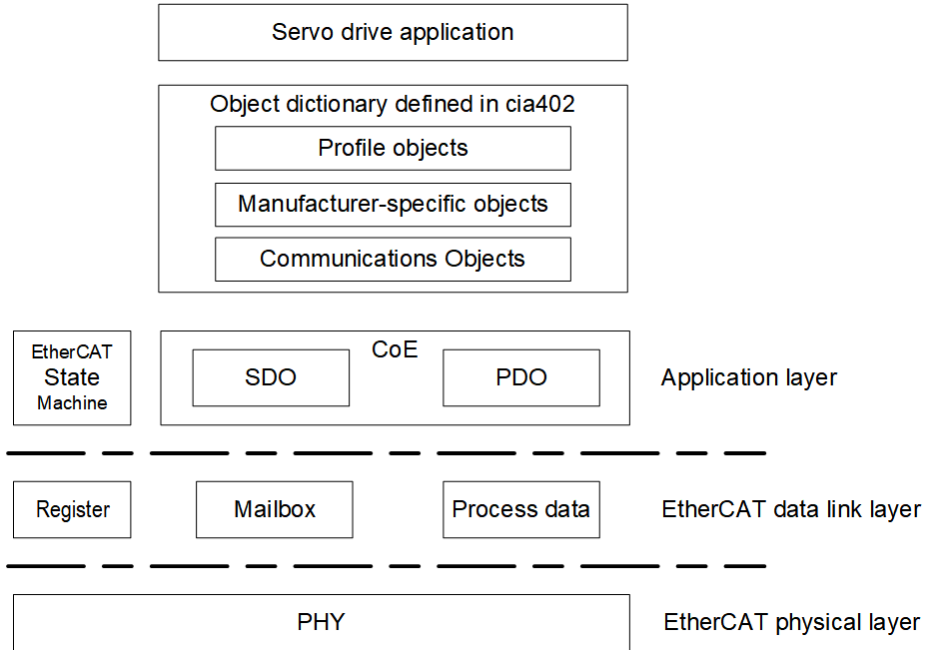 Servo drive application
Object dictionary defined in cia402
Profile objects
Manufacturer-specific objects
Communications Objects
EtherCAT
State
Machine
CoE
SDO
PDO
Application layer
Register
Mailbox
Process data
EtherCAT data link layer
PHY
EtherCAT physical layer